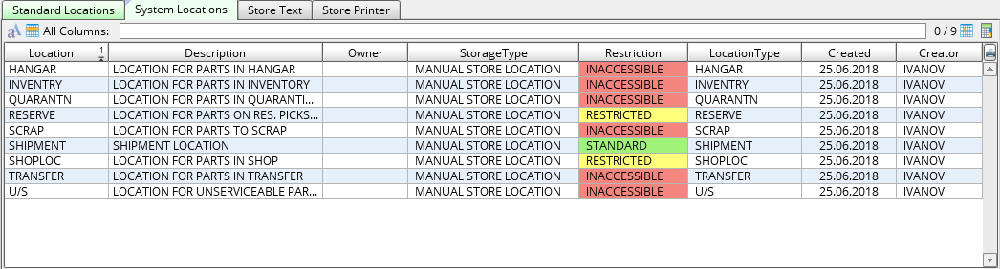 Standard Locations System Locations Store Text Store Printer
All Columns: 0 / 9
Location 1 Description Owner StorageType Restriction LocationType Created Creator
HANGAR LOCATION FOR PARTS IN HANGAR MANUAL STORE LOCATION INACCESSIBLE HANGAR 25.06.2018 IIVANOV
INVENTRY LOCATION FOR PARTS IN INVENTORY MANUAL STORE LOCATION INACCESSIBLE INVENTRY 25.06.2018 IIVANOV
QUARANTN LOCATION FOR PARTS IN QUARANTI... MANUAL STORE LOCATION INACCESSIBLE QUARANTN 25.06.2018 IIVANOV
RESERVE LOCATION FOR PARTS ON RES. PICKS... MANUAL STORE LOCATION RESTRICTED RESERVE 25.06.2018 IIVANOV
SCRAP LOCATION FOR PARTS TO SCRAP MANUAL STORE LOCATION INACCESSIBLE SCRAP 25.06.2018 IIVANOV
SHIPMENT SHIPMENT LOCATION MANUAL STORE LOCATION STANDARD SHIPMENT 25.06.2018 IIVANOV
SHOPLOC LOCATION FOR PARTS IN SHOP MANUAL STORE LOCATION RESTRICTED SHOPLOC 25.06.2018 IIVANOV
TRANSFER LOCATION FOR PARTS IN TRANSFER MANUAL STORE LOCATION INACCESSIBLE TRANSFER 25.06.2018 IIVANOV
U/S LOCATION FOR UNSERVICEABLE PAR... MANUAL STORE LOCATION INACCESSIBLE U/S 25.06.2018 IIVANOV